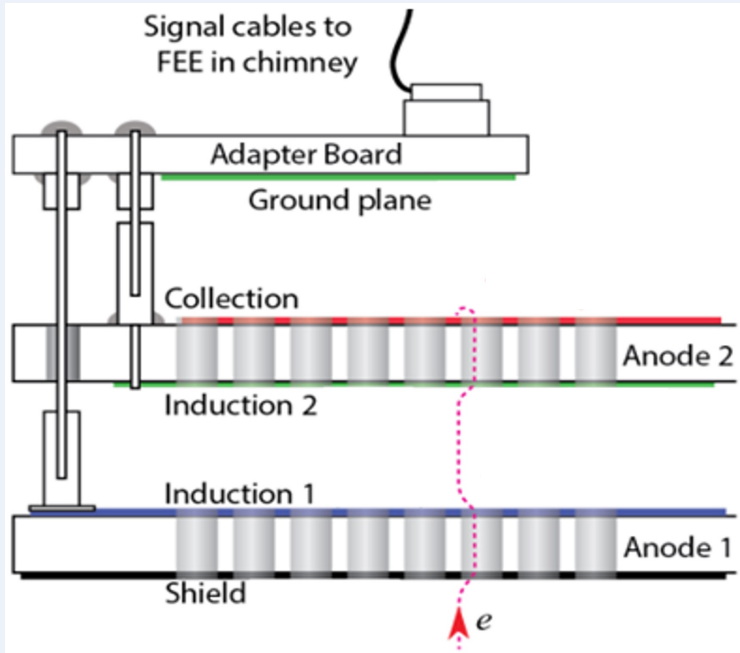 Signal cables to
FEE in chimney
Adapter Board
Ground plane
Collection
Anode 2
Induction 2
Induction 1
Anode 1
Shield
e